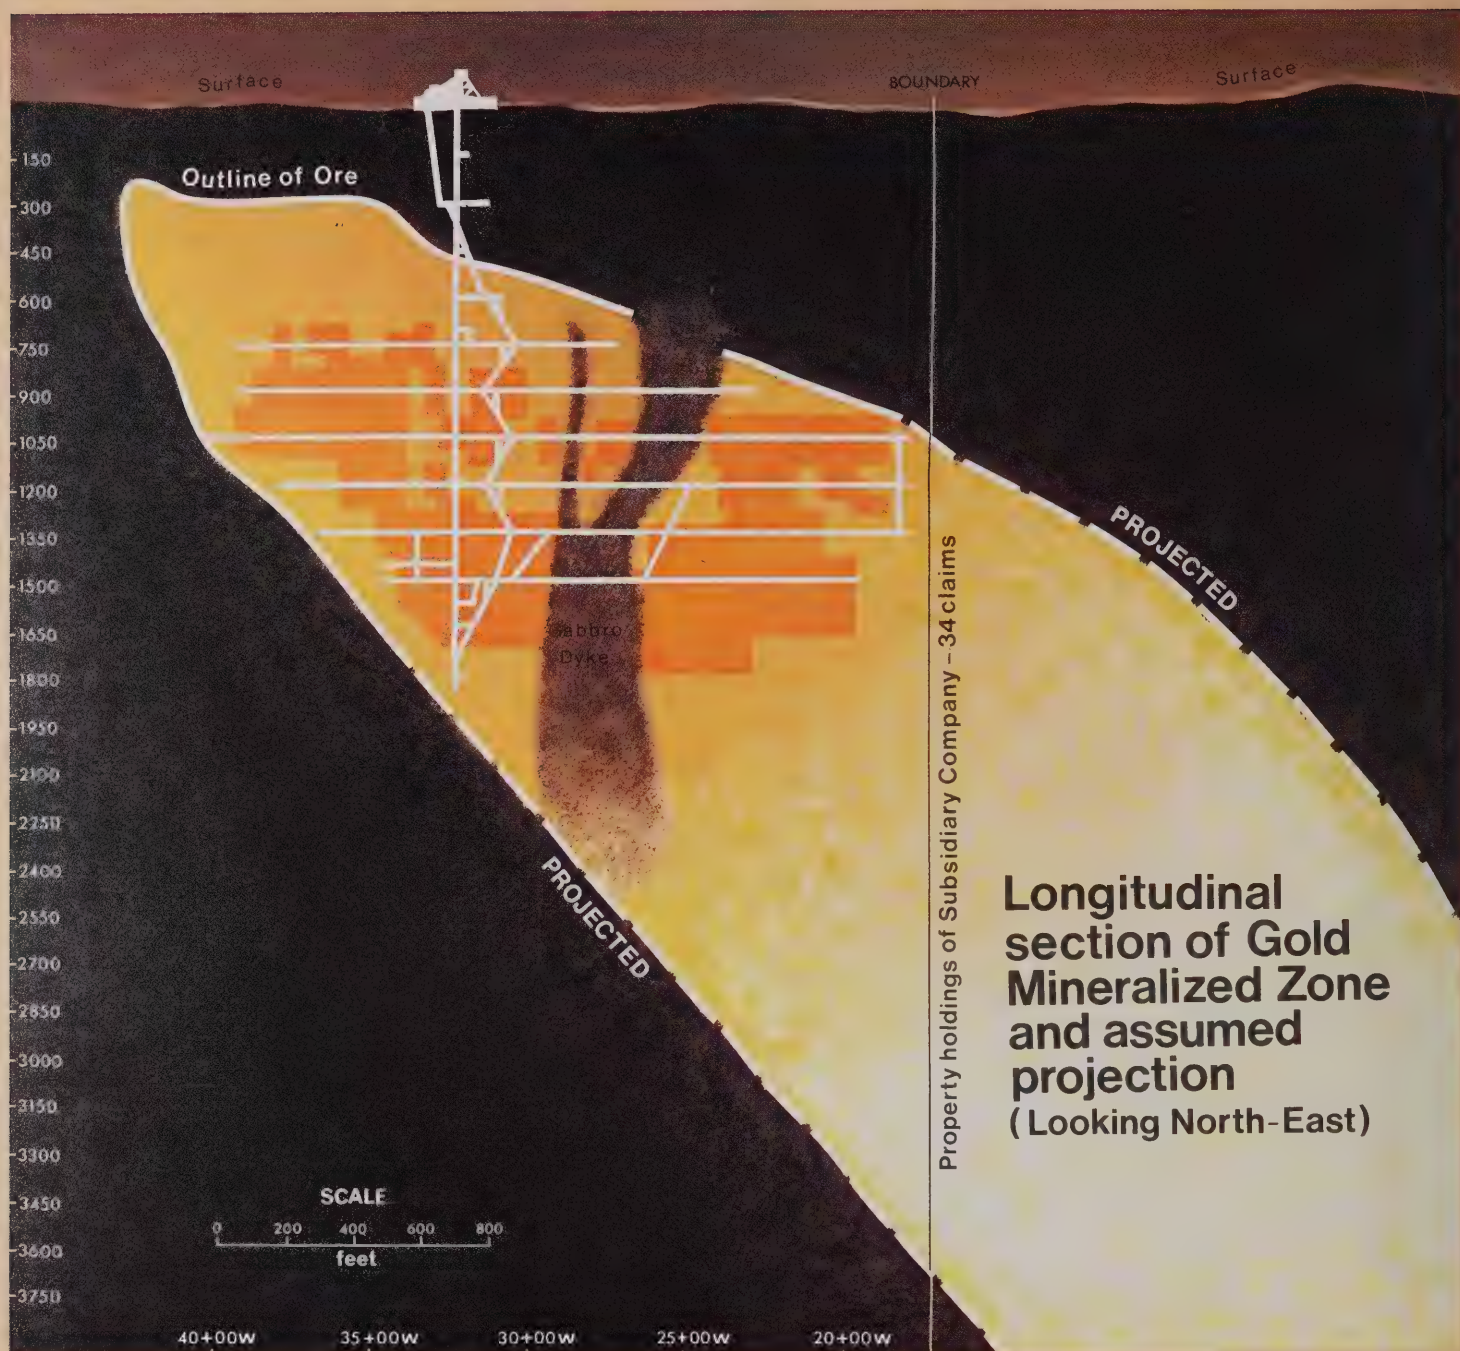 Surface
BOUNDARY
Surface
Outline of Ore
150
300
450
600
750
900
1050
1200
1350
1500
1650
1800
1950
2100
2250
2400
2550
2700
2850
3000
3150
3300
3450
3600
3750
PROJECTED
abbro
Dyke
PROJECTED
Property holdings of Subsidiary Company – 34 claims
Longitudinal
section of Gold
Mineralized Zone
and assumed
projection
(Looking North-East)
SCALE
0 200 400 600 800
feet
40+00W 35+00W 30+00W 25+00W 20+00W